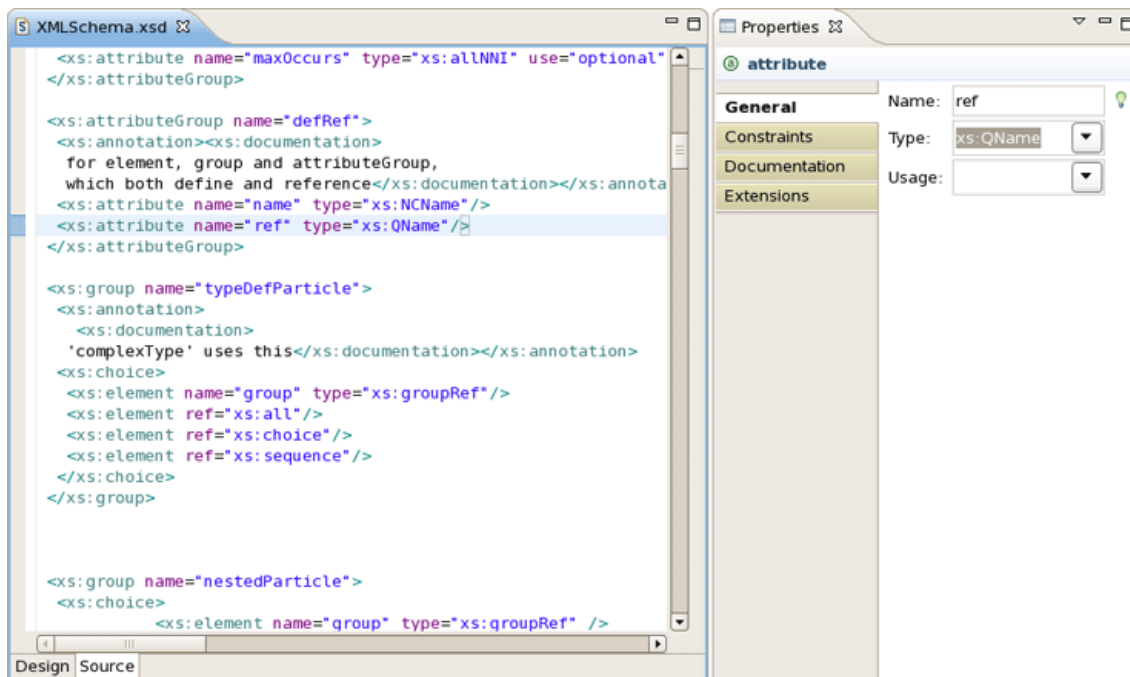 XMLSchema.xsd
<xs:attribute name="maxOccurs" type="xs:allNNI" use="optional"
</xs:attributeGroup>
<xs:attributeGroup name="defRef">
<xs:annotation><xs:documentation>
for element, group and attributeGroup,
which both define and reference</xs:documentation></xs:annota
<xs:attribute name="name" type="xs:NCName"/>
<xs:attribute name="ref" type="xs:QName"/>
</xs:attributeGroup>
<xs:group name="typeDefParticle">
<xs:annotation>
<xs:documentation>
'complexType' uses this</xs:documentation></xs:annotation>
<xs:choice>
<xs:element name="group" type="xs:groupRef"/>
<xs:element ref="xs:all"/>
<xs:element ref="xs:choice"/>
<xs:element ref="xs:sequence"/>
</xs:choice>
</xs:group>
<xs:group name="nestedParticle">
<xs:choice>
<xs:element name="group" type="xs:groupRef" />
Design Source
Properties
attribute
General
Constraints
Documentation
Extensions
Name: ref
Type: xs:QName
Usage: